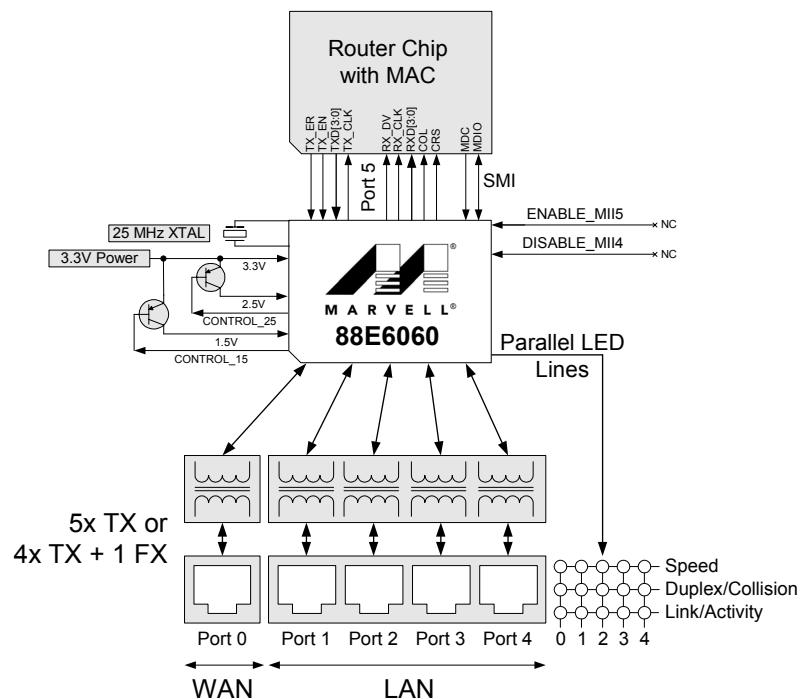 Router Chip
with MAC
TX_ER
TX_EN
TXD[3:0]
TX_CLK
RX_DV
RX_CLK
RXD[3:0]
COL
CRS
MDC
MDIO
Port 5
SMI
ENABLE_MII5
NC
DISABLE_MII4
NC
25 MHz XTAL
3.3V Power
3.3V
2.5V
CONTROL_25
1.5V
CONTROL_15
®
MARVELL®
88E6060
Parallel LED
Lines
5x TX or
4x TX + 1 FX
Speed
Duplex/Collision
Link/Activity
0 1 2 3 4
Port 0 Port 1 Port 2 Port 3 Port 4
WAN LAN